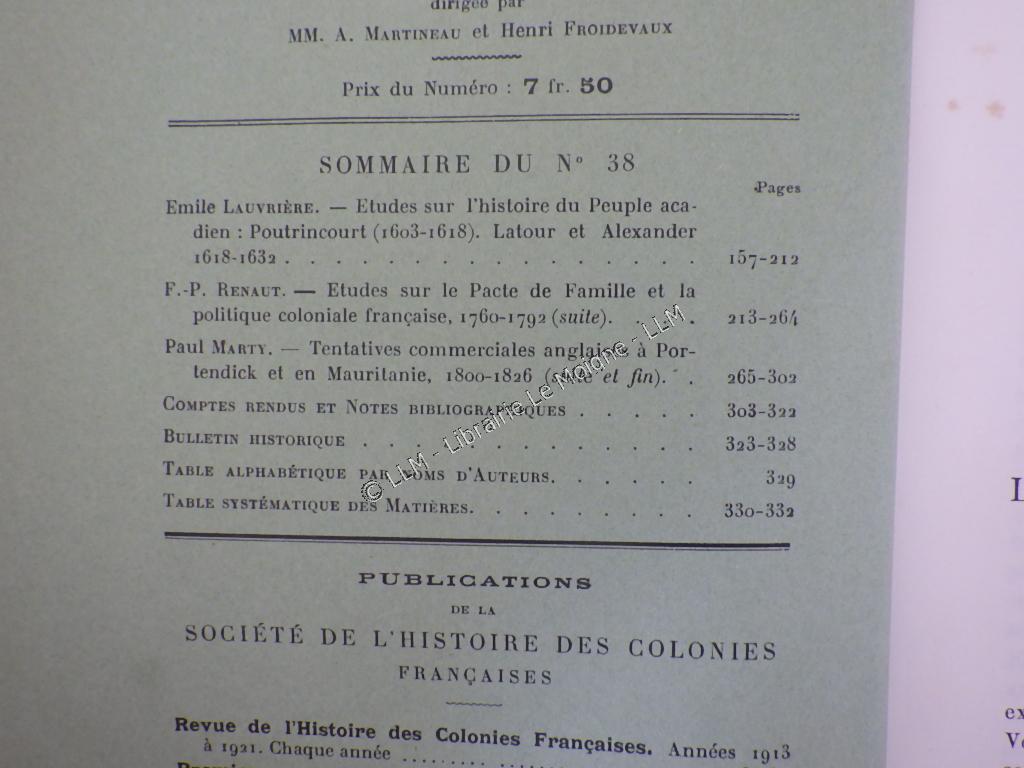 dirigée par
MM. A. MARTINEAU et Henri FROIDEVAUX
Prix du Numéro : 7 fr. 50
SOMMAIRE DU No 38
Pages
Emile LAUVRIÈRE. — Etudes sur l'histoire du Peuple aca-
dien : Poutrincourt (1603-1618). Latour et Alexander
1618-1632 . . . . . . . . . . . . . . . . 157-212
F.-P. RENAUT. — Etudes sur le Pacte de Famille et la
politique coloniale française, 1760-1792 (suite). . . . 213-264
Paul MARTY. — Tentatives commerciales anglaises à Por-
tendick et en Mauritanie, 1800-1826 (suite et fin). . 265-302
COMPTES RENDUS ET NOTES BIBLIOGRAPHIQUES . . . . . 303-322
BULLETIN HISTORIQUE . . . . . . . . . . . . . 323-328
TABLE ALPHABÉTIQUE PAR NOMS D'AUTEURS. . . . . . 329
TABLE SYSTÉMATIQUE DES MATIÈRES. . . . . . . . . 330-332
© LLM - Librairie Le Moigne - LLM
PUBLICATIONS
DE LA
SOCIÉTÉ DE L'HISTOIRE DES COLONIES
FRANÇAISES
Revue de l'Histoire des Colonies Françaises. Années 1913
à 1921. Chaque année ...............
L
ex